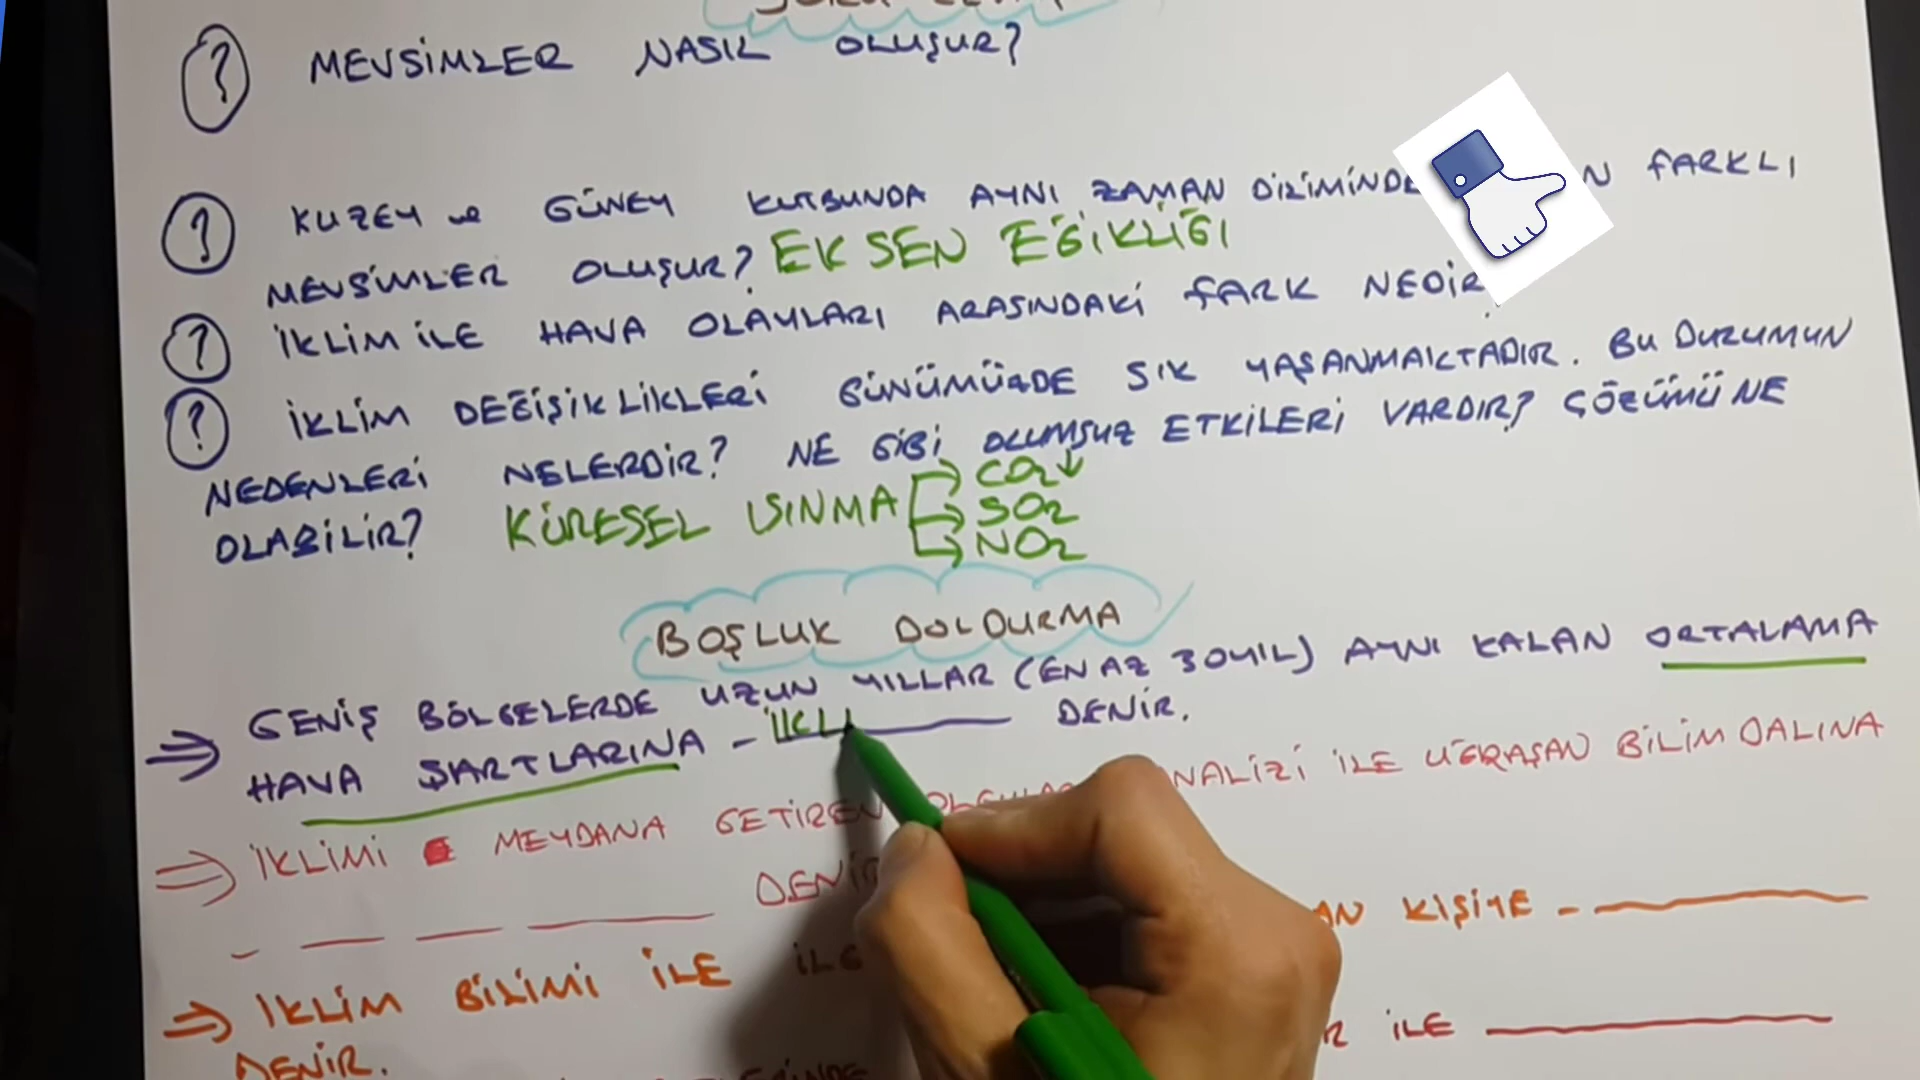 MEVSİMLER NASIL OLUŞUR?
KUZEY ve GÜNEY KUTBUNDA AYNI ZAMAN DİLİMİNDE FARKLI
MEVSİMLER OLUŞUR? EKSEN EĞİKLİĞİ
İKLİM İLE HAVA OLAYLARI ARASINDAKİ FARK NEDİR
İKLİM DEĞİŞİKLİKLERİ GÜNÜMÜZDE SIK YAŞANMAKTADIR. BU DURUMUN
NEDENLERİ NELERDİR? NE GİBİ OLUMSUZ ETKİLERİ VARDIR? ÇÖZÜMÜ NE
OLABİLİR? KÜRESEL ISINMA → CO2↓
→ SO2
→ NO2
BOŞLUK DOLDURMA
⇒ GENİŞ BÖLGELERDE UZUN YILLAR (EN AZ 30 YIL) AYNI KALAN ORTALAMA
HAVA ŞARTLARINA - İKLİ DENİR.
⇒ İKLİMİ MEYDANA GETİREN ANALİZİ İLE UĞRAŞAN BİLİM DALINA
DENİR
⇒ İKLİM BİLİMİ İLE İLG AN KİŞİYE -
DENİR. R İLE